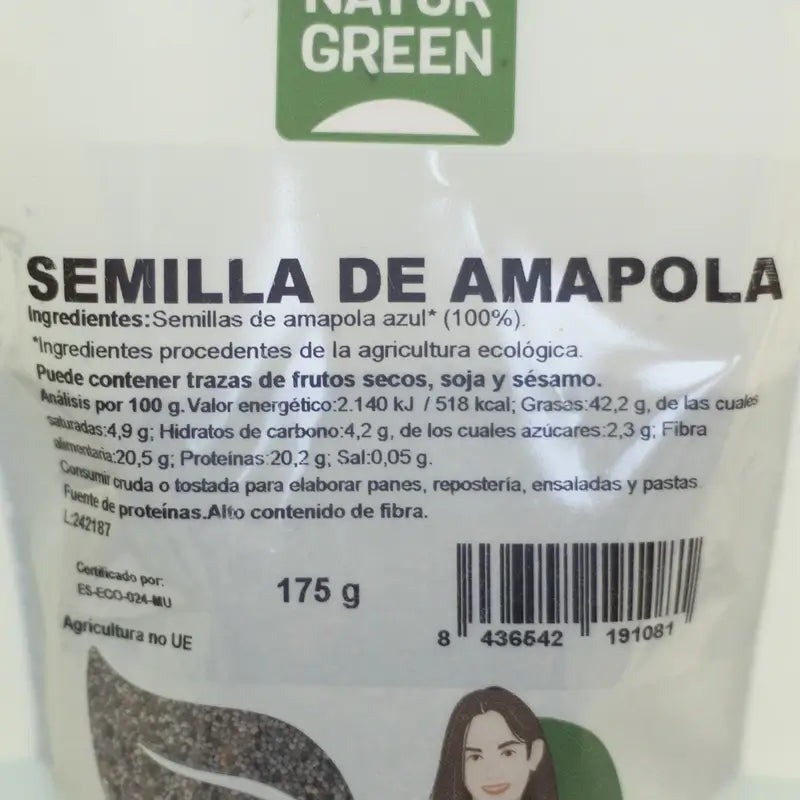 NATUR
GREEN
SEMILLA DE AMAPOLA
Ingredientes:Semillas de amapola azul* (100%).
*Ingredientes procedentes de la agricultura ecológica.
Puede contener trazas de frutos secos, soja y sésamo.
Análisis por 100 g. Valor energético:2.140 kJ / 518 kcal; Grasas:42,2 g, de las cuales
saturadas:4,9 g; Hidratos de carbono:4,2 g, de los cuales azúcares:2,3 g; Fibra
alimentaria:20,5 g; Proteínas:20,2 g; Sal:0,05 g.
Consumir cruda o tostada para elaborar panes, repostería, ensaladas y pastas.
Fuente de proteínas.Alto contenido de fibra.
L:242187
Certificado por:
ES-ECO-024-MU
175 g
Agricultura no UE
8 436542 191081